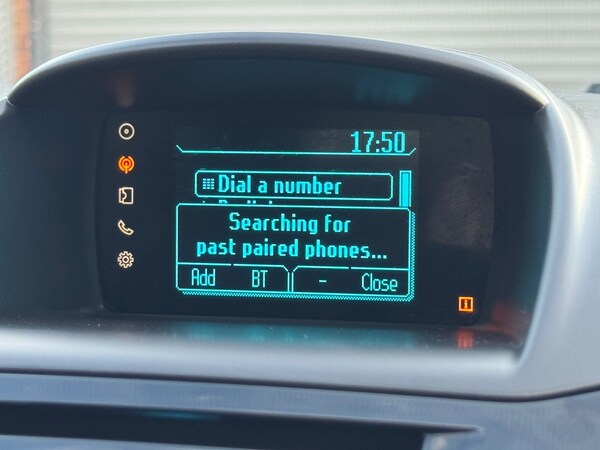 17:50
Dial a number
Searching for
past paired phones...
Add BT - Close